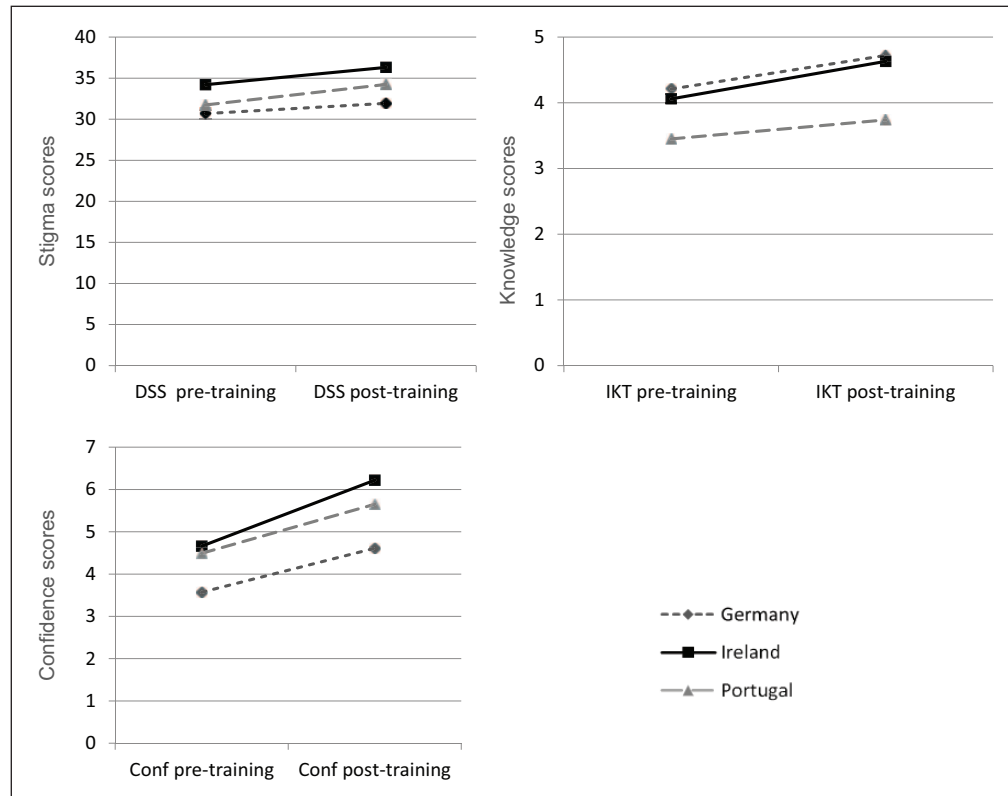 Stigma scores
40
35
30
25
20
15
10
5
0
DSS  pre-training DSS post-training
Knowledge scores
5
4
3
2
1
0
IKT pre-training IKT post-training
Confidence scores
7
6
5
4
3
2
1
0
Conf pre-training Conf post-training
Germany
Ireland
Portugal